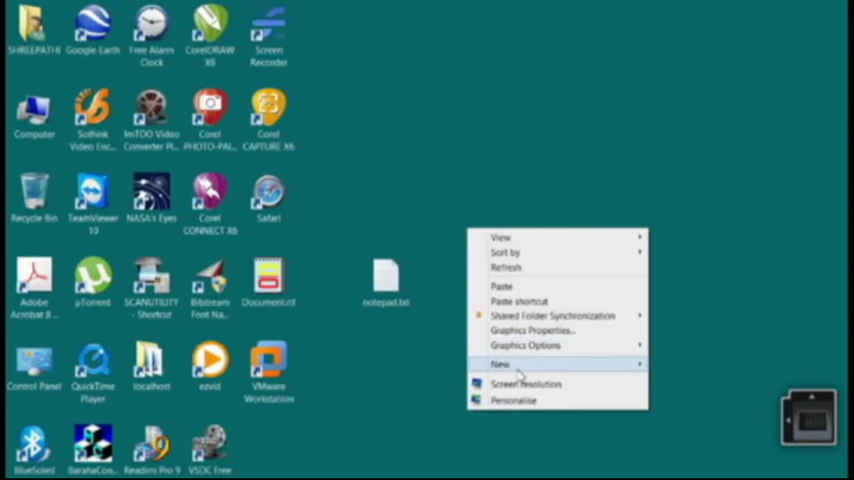 SHREEPATHI
Google Earth
Free Alarm
Clock
CorelDRAW
X6
Screen
Recorder
Computer
Sothink
Video Enc...
ImTOO Video
Converter Pl...
Corel
PHOTO-PAI...
Corel
CAPTURE X6
Recycle Bin
TeamViewer
10
NASA's Eyes
Corel
CONNECT X6
Safari
Adobe
Acrobat 8 ...
µTorrent
SCANUTILITY
- Shortcut
Bitstream
Font Na...
Document.rtf
notepad.txt
Control Panel
QuickTime
Player
localhost
ezvid
VMware
Workstation
BlueSoleil
BarahaCon...
Readiris Pro 9
VSDC Free
View
Sort by
Refresh
Paste
Paste shortcut
Shared Folder Synchronization
Graphics Properties...
Graphics Options
New
Screen resolution
Personalise